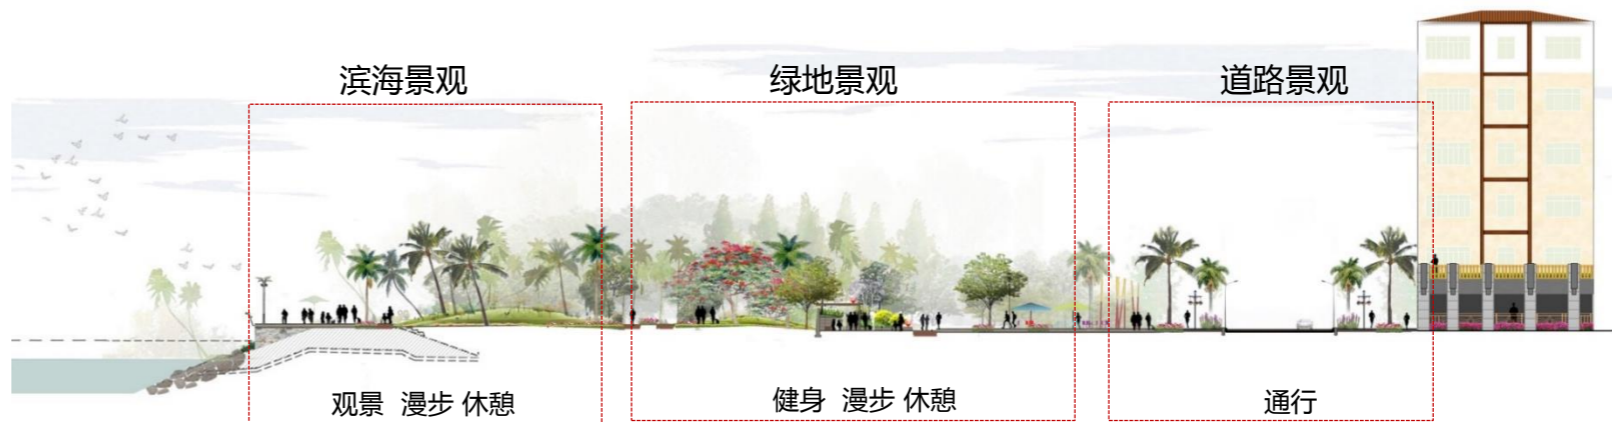 滨海景观
绿地景观
道路景观
观景 漫步 休憩
健身 漫步 休憩
通行